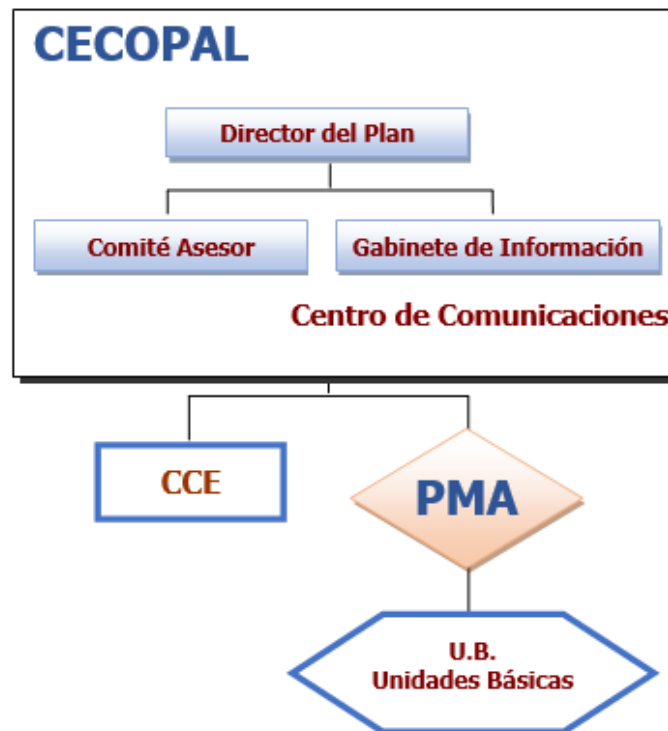 CECOPAL
Director del Plan
Comité Asesor
Gabinete de Información
Centro de Comunicaciones
CCE
PMA
U.B.
Unidades Básicas